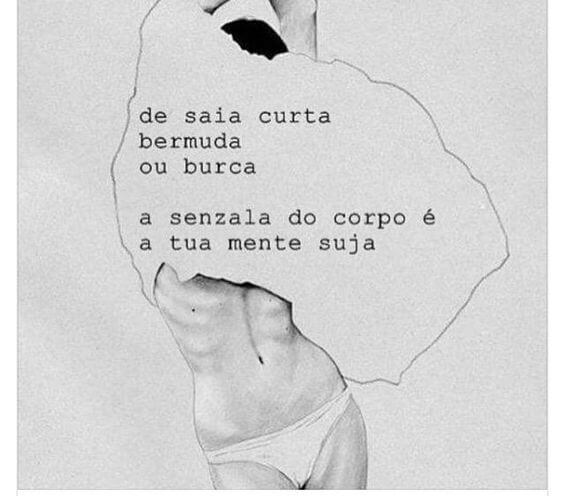 de saia curta
bermuda
ou burca
a senzala do corpo é
a tua mente suja